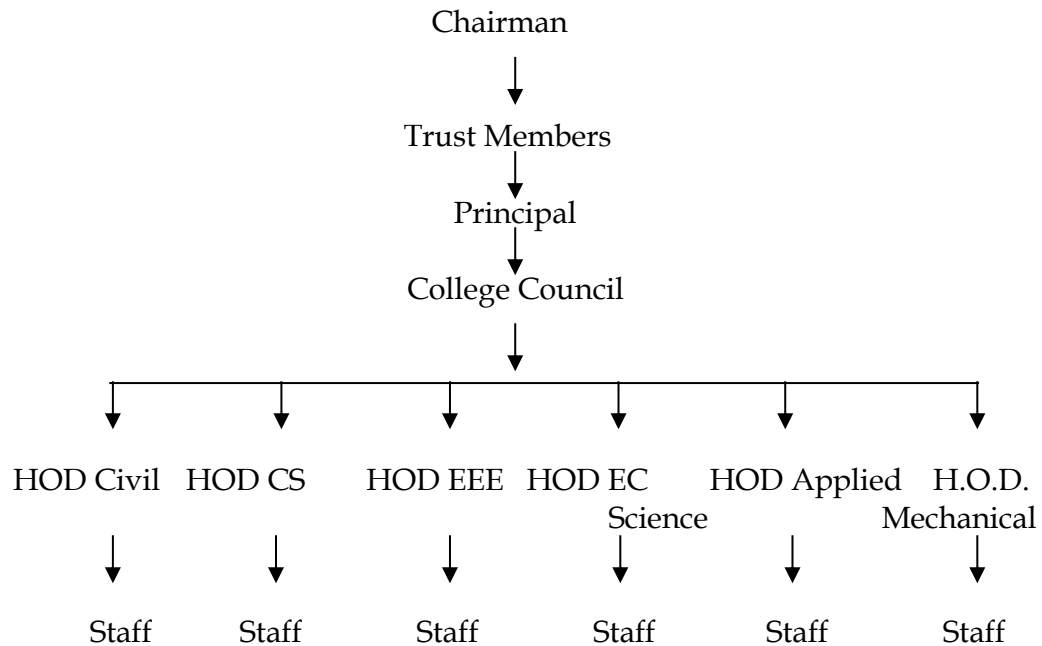 Chairman
Trust Members
Principal
College Council
HOD Civil HOD CS HOD EEE HOD EC HOD Applied H.O.D.
Science Mechanical
Staff Staff Staff Staff Staff Staff